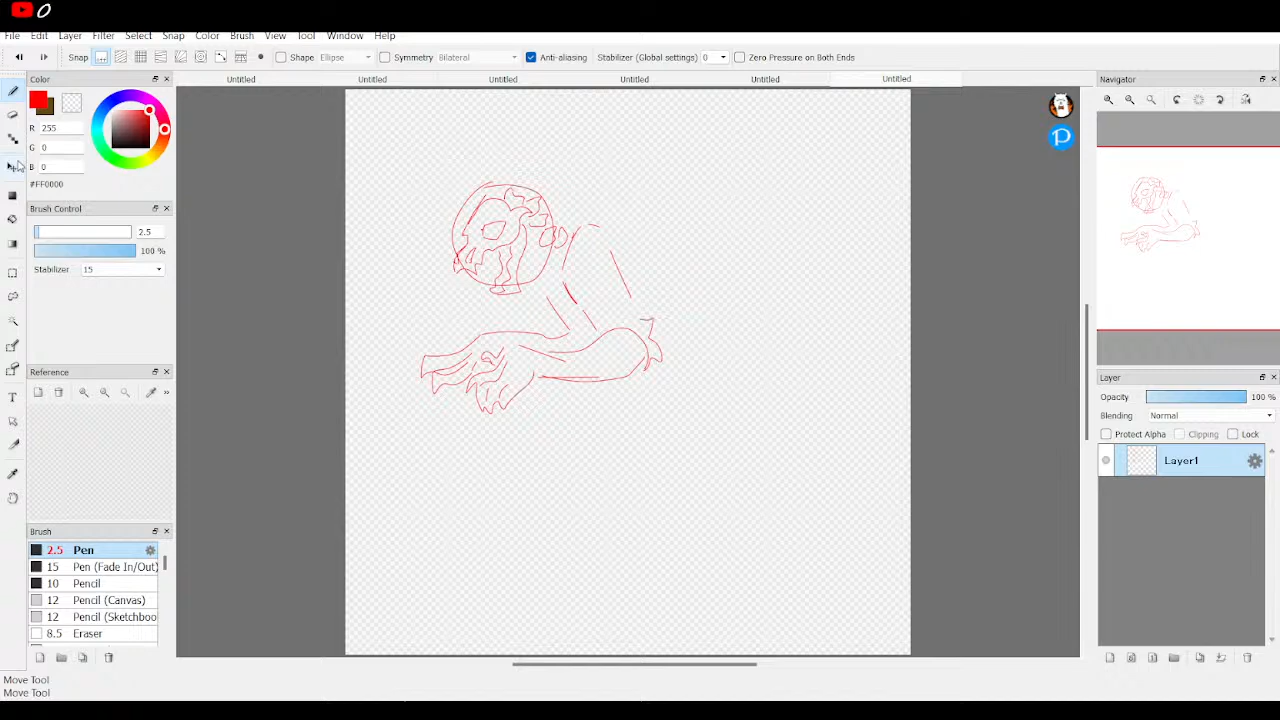 0
File Edit Layer Filter Select Snap Color Brush View Tool Window Help
Snap Shape Ellipse Symmetry Bilateral Anti-aliasing Stabilizer (Global settings) 0 Zero Pressure on Both Ends
Color Untitled Untitled Untitled Untitled Untitled Untitled Navigator
R 255
G 0
B 0
#FF0000
Brush Control
2.5
100 %
Stabilizer 15
Reference
Brush
2.5 Pen
15 Pen (Fade In/Out)
10 Pencil
12 Pencil (Canvas)
12 Pencil (Sketchboo
8.5 Eraser
Layer
Opacity 100 %
Blending Normal
Protect Alpha Clipping Lock
Layer1
T
Move Tool
Move Tool